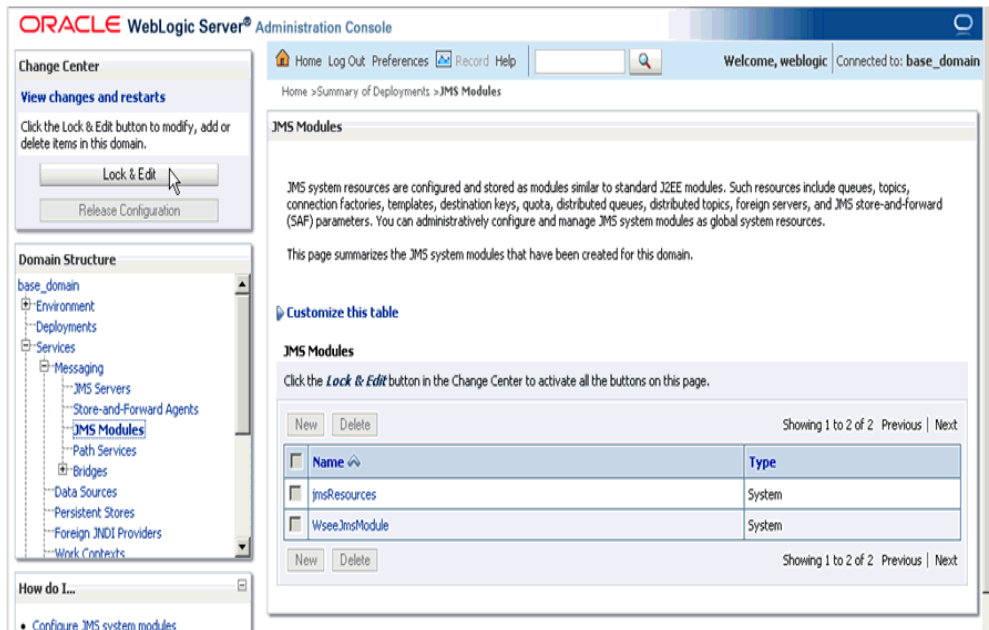 ORACLE WebLogic Server® Administration Console
Change Center
View changes and restarts
Click the Lock & Edit button to modify, add or
delete items in this domain.
Lock & Edit
Release Configuration
Domain Structure
base_domain
Environment
Deployments
Services
Messaging
JMS Servers
Store-and-Forward Agents
JMS Modules
Path Services
Bridges
Data Sources
Persistent Stores
Foreign JNDI Providers
Work Contexts
How do I...
Configure JMS system modules
Home Log Out Preferences Record Help
Welcome, weblogic Connected to: base_domain
Home >Summary of Deployments >JMS Modules
JMS Modules
JMS system resources are configured and stored as modules similar to standard J2EE modules. Such resources include queues, topics,
connection factories, templates, destination keys, quota, distributed queues, distributed topics, foreign servers, and JMS store-and-forward
(SAF) parameters. You can administratively configure and manage JMS system modules as global system resources.
This page summarizes the JMS system modules that have been created for this domain.
Customize this table
JMS Modules
Click the Lock & Edit button in the Change Center to activate all the buttons on this page.
New Delete Showing 1 to 2 of 2 Previous | Next
Name Type
jmsResources System
WseeJmsModule System
New Delete Showing 1 to 2 of 2 Previous | Next